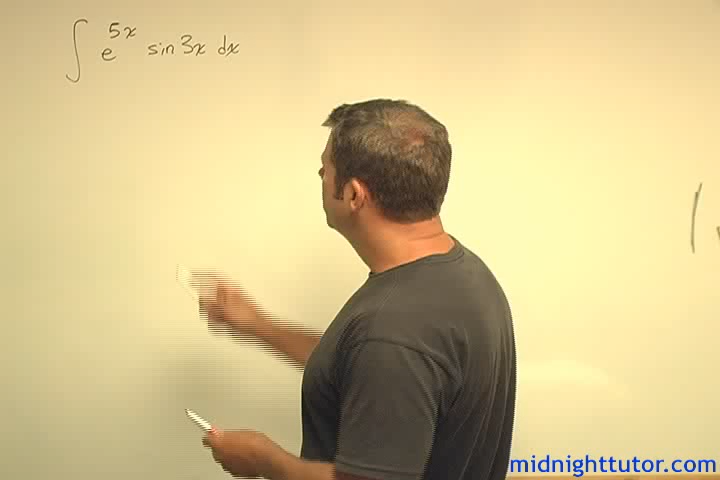 ∫ e^5x sin 3x dx
midnighttutor.com